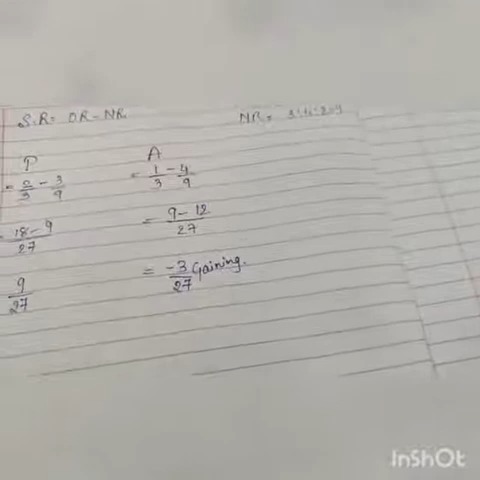 S.R = OR - NR.
NR = 3:4:2=9
P
A
= 2/3 - 3/9
= 1/3 - 4/9
= 18-9/27
= 9-12/27
9/27
= -3/27 Gaining.
InShOt